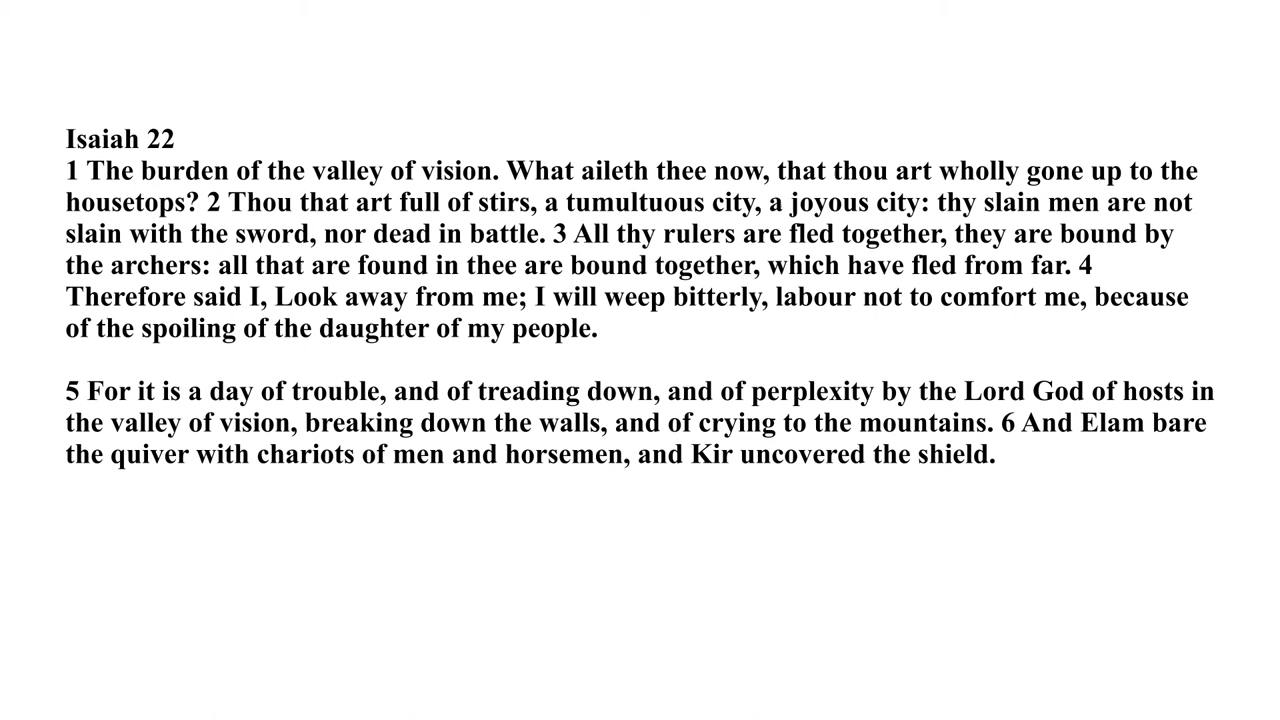 Isaiah 22
1 The burden of the valley of vision. What aileth thee now, that thou art wholly gone up to the
housetops? 2 Thou that art full of stirs, a tumultuous city, a joyous city: thy slain men are not
slain with the sword, nor dead in battle. 3 All thy rulers are fled together, they are bound by
the archers: all that are found in thee are bound together, which have fled from far. 4
Therefore said I, Look away from me; I will weep bitterly, labour not to comfort me, because
of the spoiling of the daughter of my people.
5 For it is a day of trouble, and of treading down, and of perplexity by the Lord God of hosts in
the valley of vision, breaking down the walls, and of crying to the mountains. 6 And Elam bare
the quiver with chariots of men and horsemen, and Kir uncovered the shield.